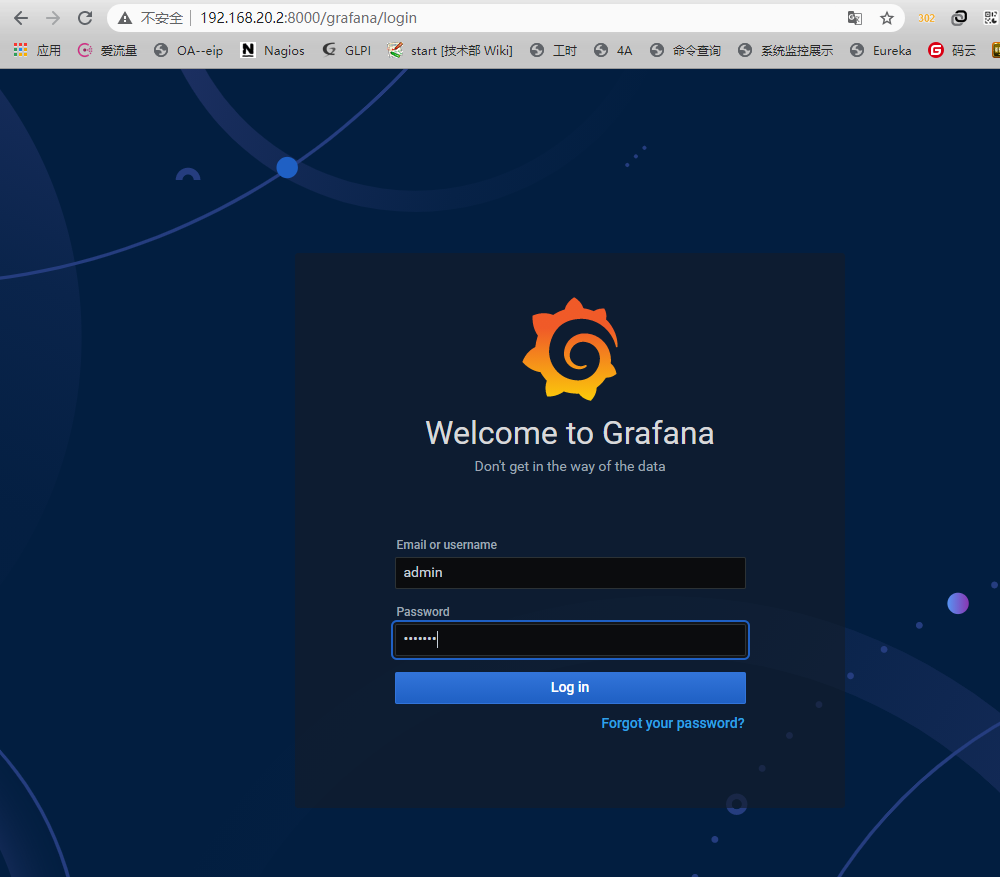 不安全 192.168.20.2:8000/grafana/login 302
应用 爱流量 OA--eip N Nagios G GLPI start [技术部 Wiki] 工时 4A 命令查询 系统监控展示 Eureka G 码云
Welcome to Grafana
Don't get in the way of the data
Email or username
admin
Password
•••••••
Log in
Forgot your password?